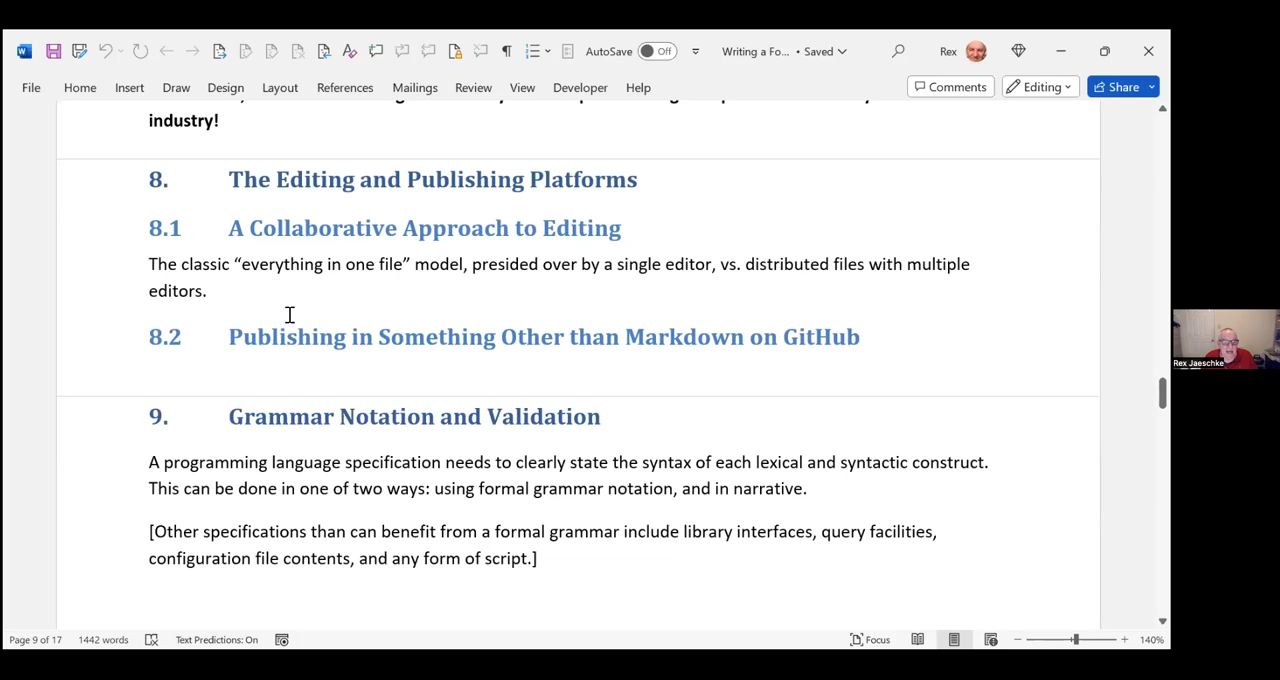 AutoSave Off Writing a Fo... • Saved Rex
File Home Insert Draw Design Layout References Mailings Review View Developer Help Comments Editing Share
industry!
8. The Editing and Publishing Platforms
8.1 A Collaborative Approach to Editing
The classic “everything in one file” model, presided over by a single editor, vs. distributed files with multiple
editors.
8.2 Publishing in Something Other than Markdown on GitHub
Rex Jaeschke
9. Grammar Notation and Validation
A programming language specification needs to clearly state the syntax of each lexical and syntactic construct.
This can be done in one of two ways: using formal grammar notation, and in narrative.
[Other specifications than can benefit from a formal grammar include library interfaces, query facilities,
configuration file contents, and any form of script.]
Page 9 of 17 1442 words Text Predictions: On Focus 140%